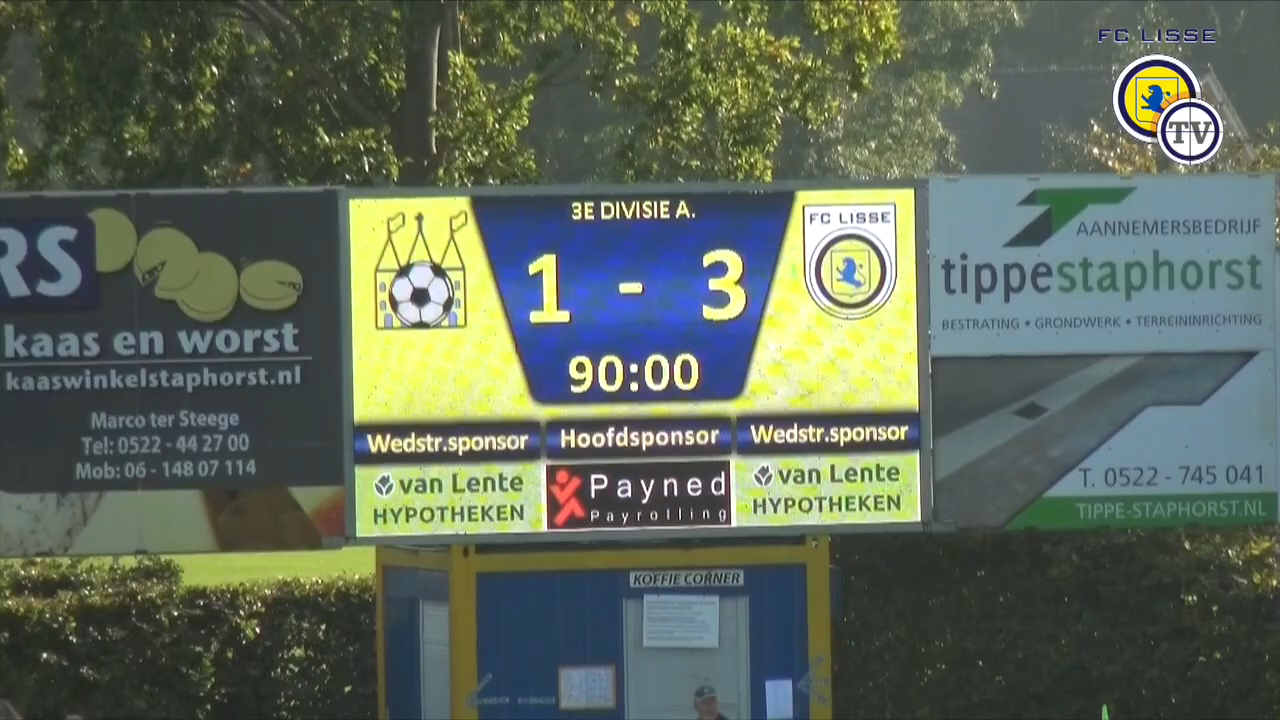 FC LISSE
TV
RS
kaas en worst
kaaswinkelstaphorst.nl
Marco ter Steege
Tel: 0522 - 44 27 00
Mob: 06 - 148 07 114
3E DIVISIE A.
1 - 3
90:00
FC LISSE
Wedstr.sponsor
Hoofdsponsor
Wedstr.sponsor
van Lente
HYPOTHEKEN
Payned
Payrolling
van Lente
HYPOTHEKEN
AANNEMERSBEDRIJF
tippestaphorst
BESTRATING • GRONDWERK • TERREININRICHTING
T. 0522 - 745 041
TIPPE-STAPHORST.NL
KOFFIE CORNER